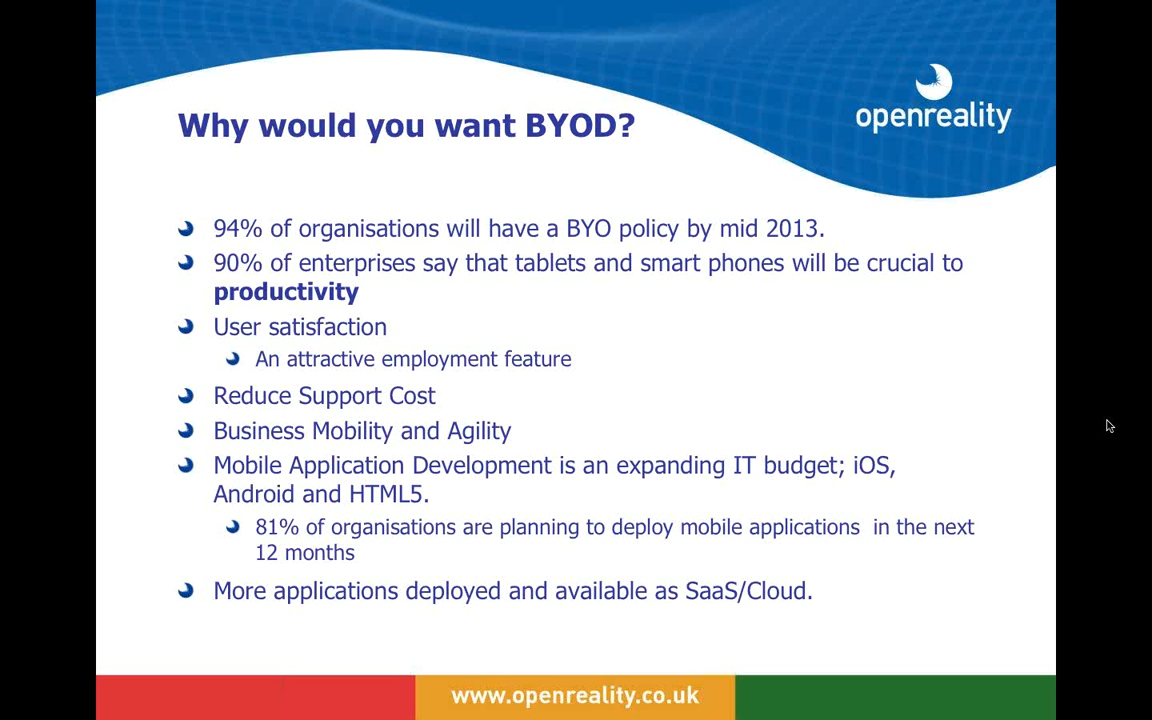 openreality
Why would you want BYOD?
94% of organisations will have a BYO policy by mid 2013.
90% of enterprises say that tablets and smart phones will be crucial to
productivity
User satisfaction
An attractive employment feature
Reduce Support Cost
Business Mobility and Agility
Mobile Application Development is an expanding IT budget; iOS,
Android and HTML5.
81% of organisations are planning to deploy mobile applications  in the next
12 months
More applications deployed and available as SaaS/Cloud.
www.openreality.co.uk